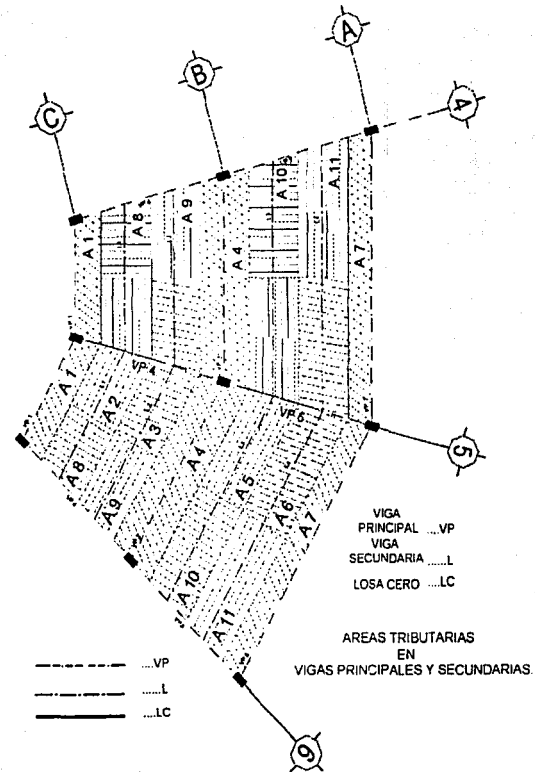 A
B
4
C
A 10
A 11
A 8
A 9
A 1
A 4
A 7
VP 4
A 1
A 2
A 3
VP 5
A 4
A 5
A 6
A 7
A 8
A 9
A 10
A 11
5
VIGA
PRINCIPAL ....VP
VIGA
SECUNDARIA ......L
LOSA CERO ....LC
AREAS TRIBUTARIAS
EN
VIGAS PRINCIPALES Y SECUNDARIAS.
....VP
......L
....LC
6